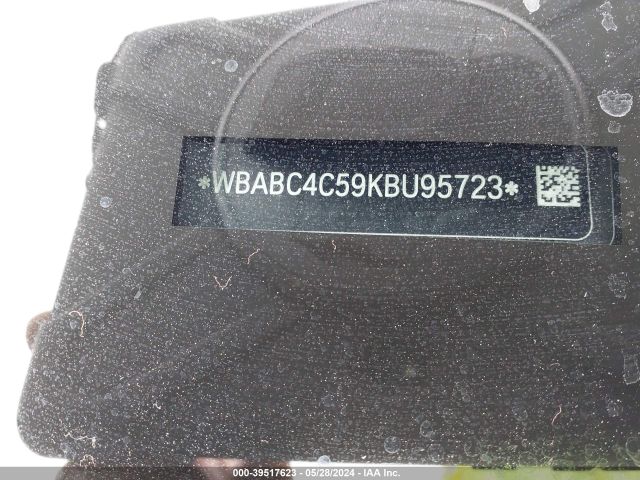 *WBABC4C59KBU95723*
000-39517623 - 05/28/2024 - IAA Inc.